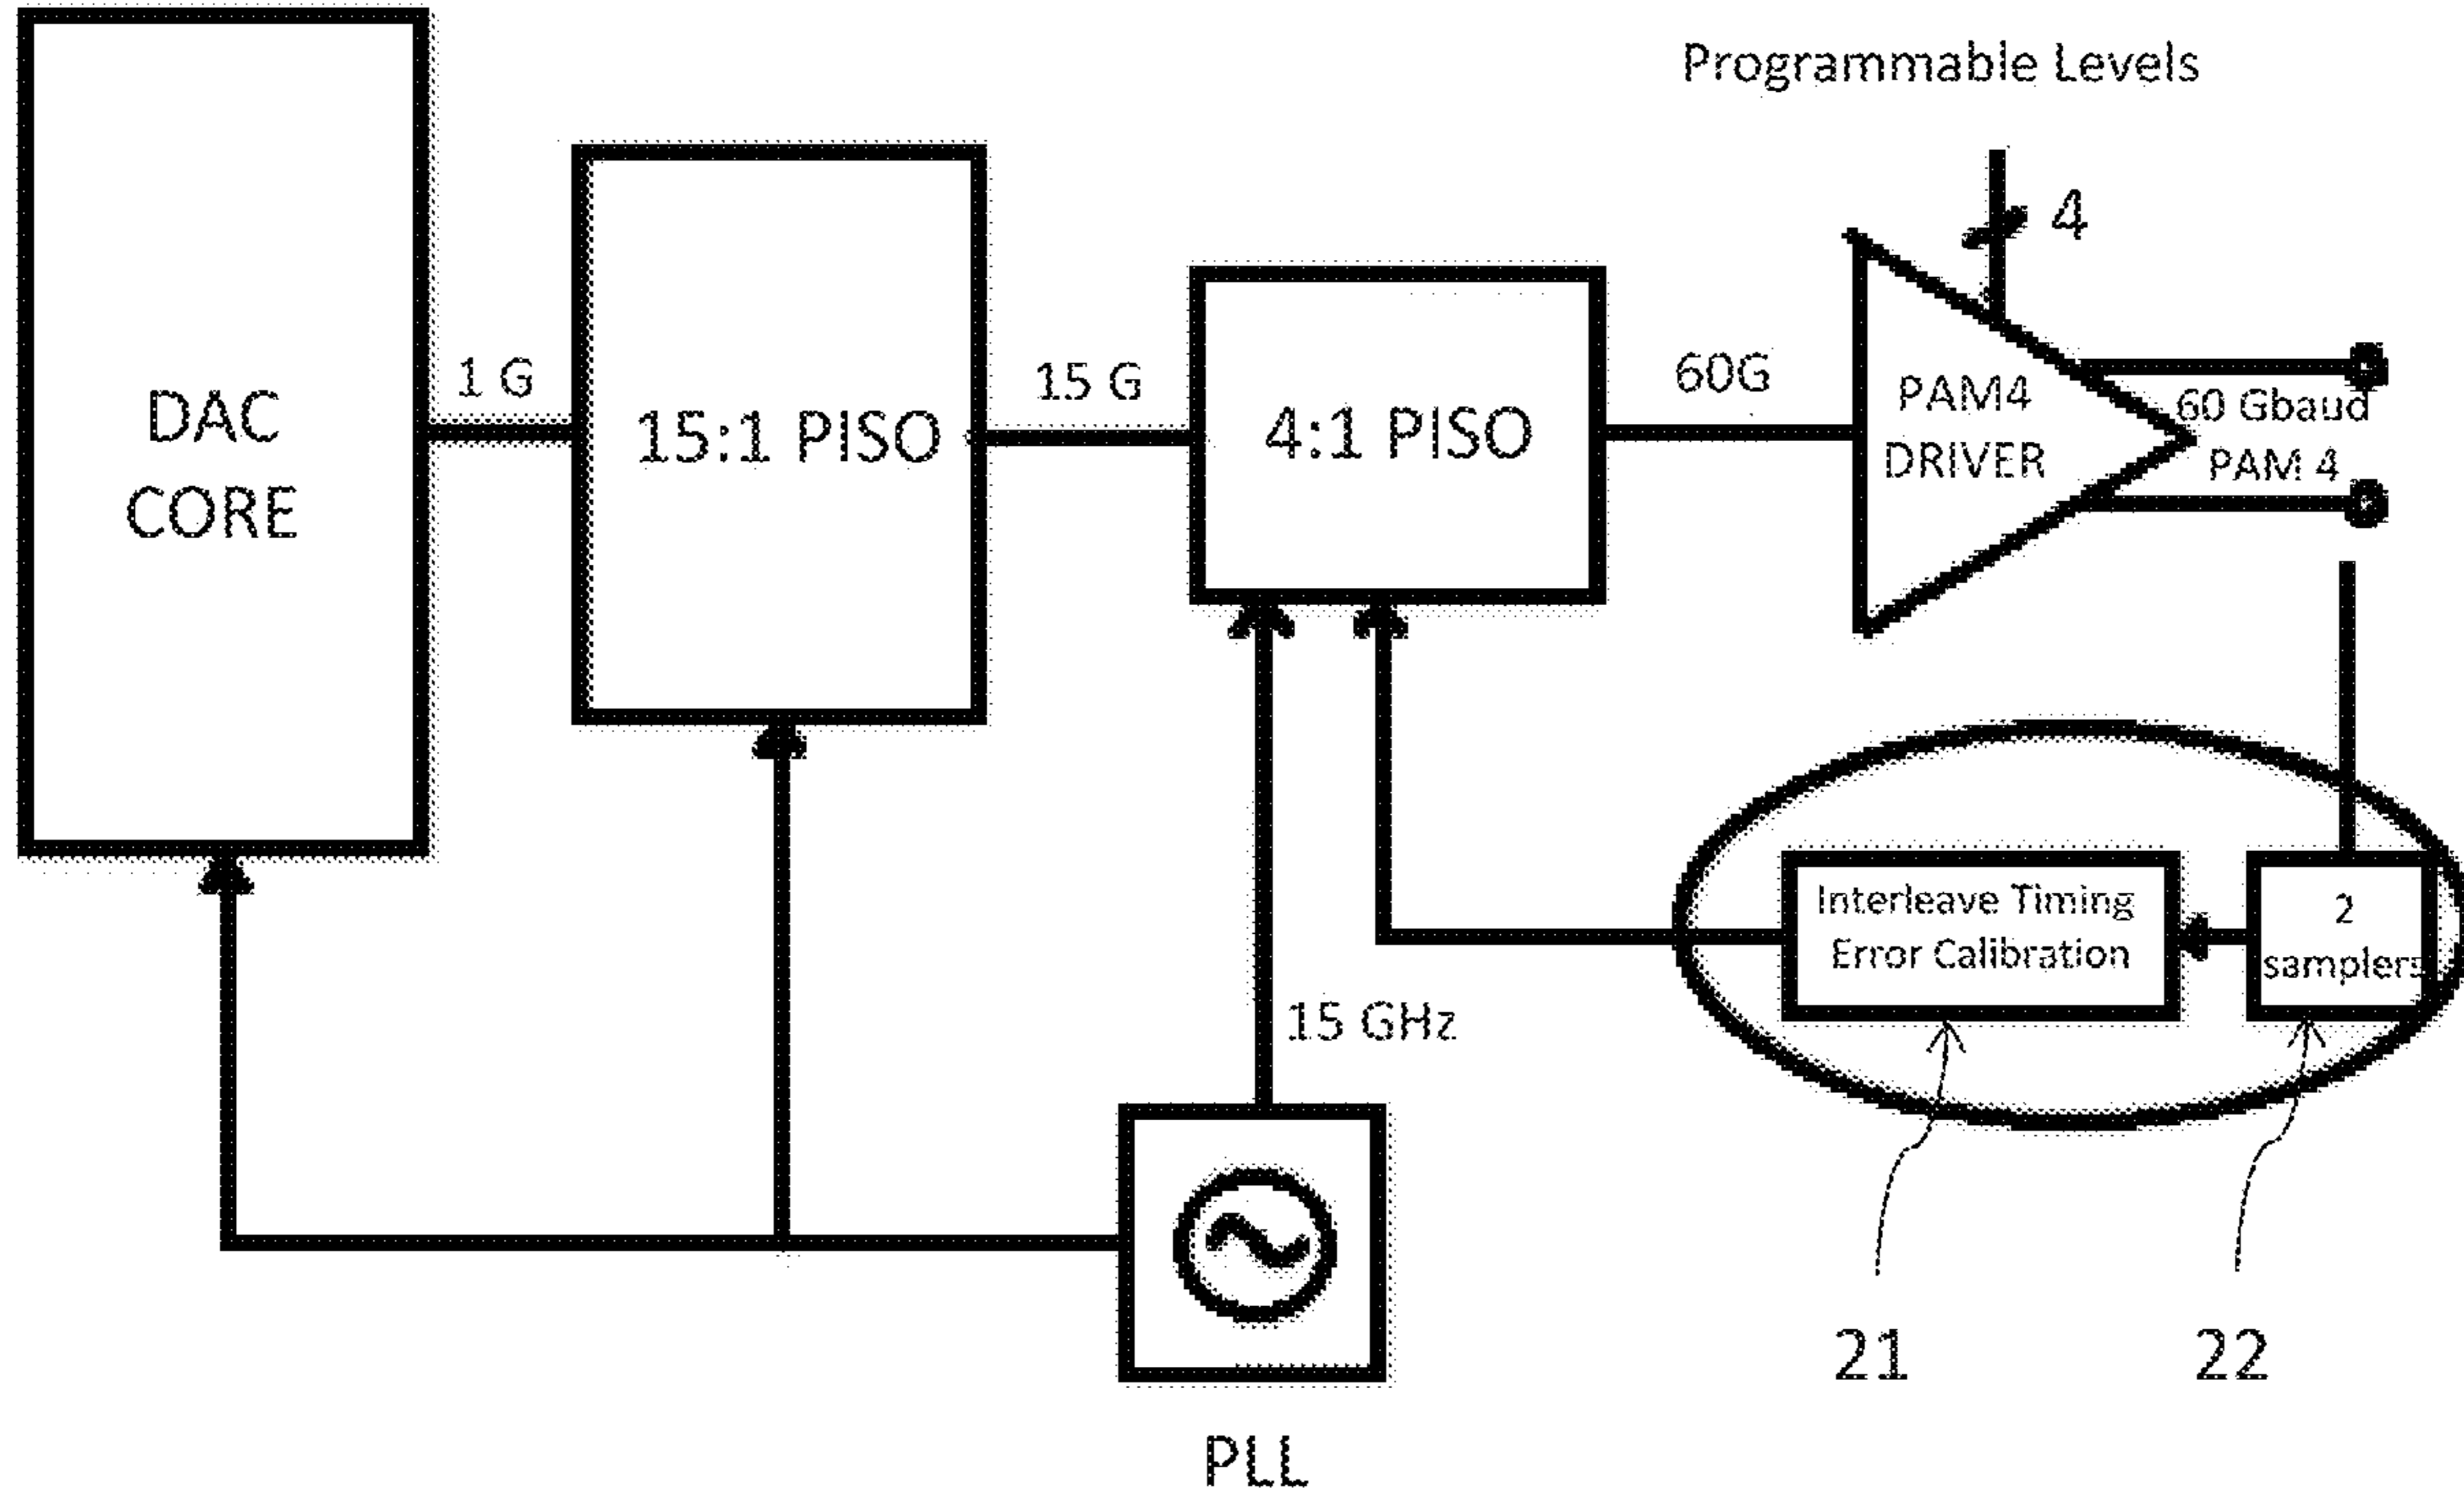 Programmable Levels
4
DAC
CORE
1 G
15:1 PISO
15 G
4:1 PISO
60G
PAM4
DRIVER
60 Gbaud
PAM 4
Interleave Timing
Error Calibration
2
samplers
15 GHz
21
22
PLL